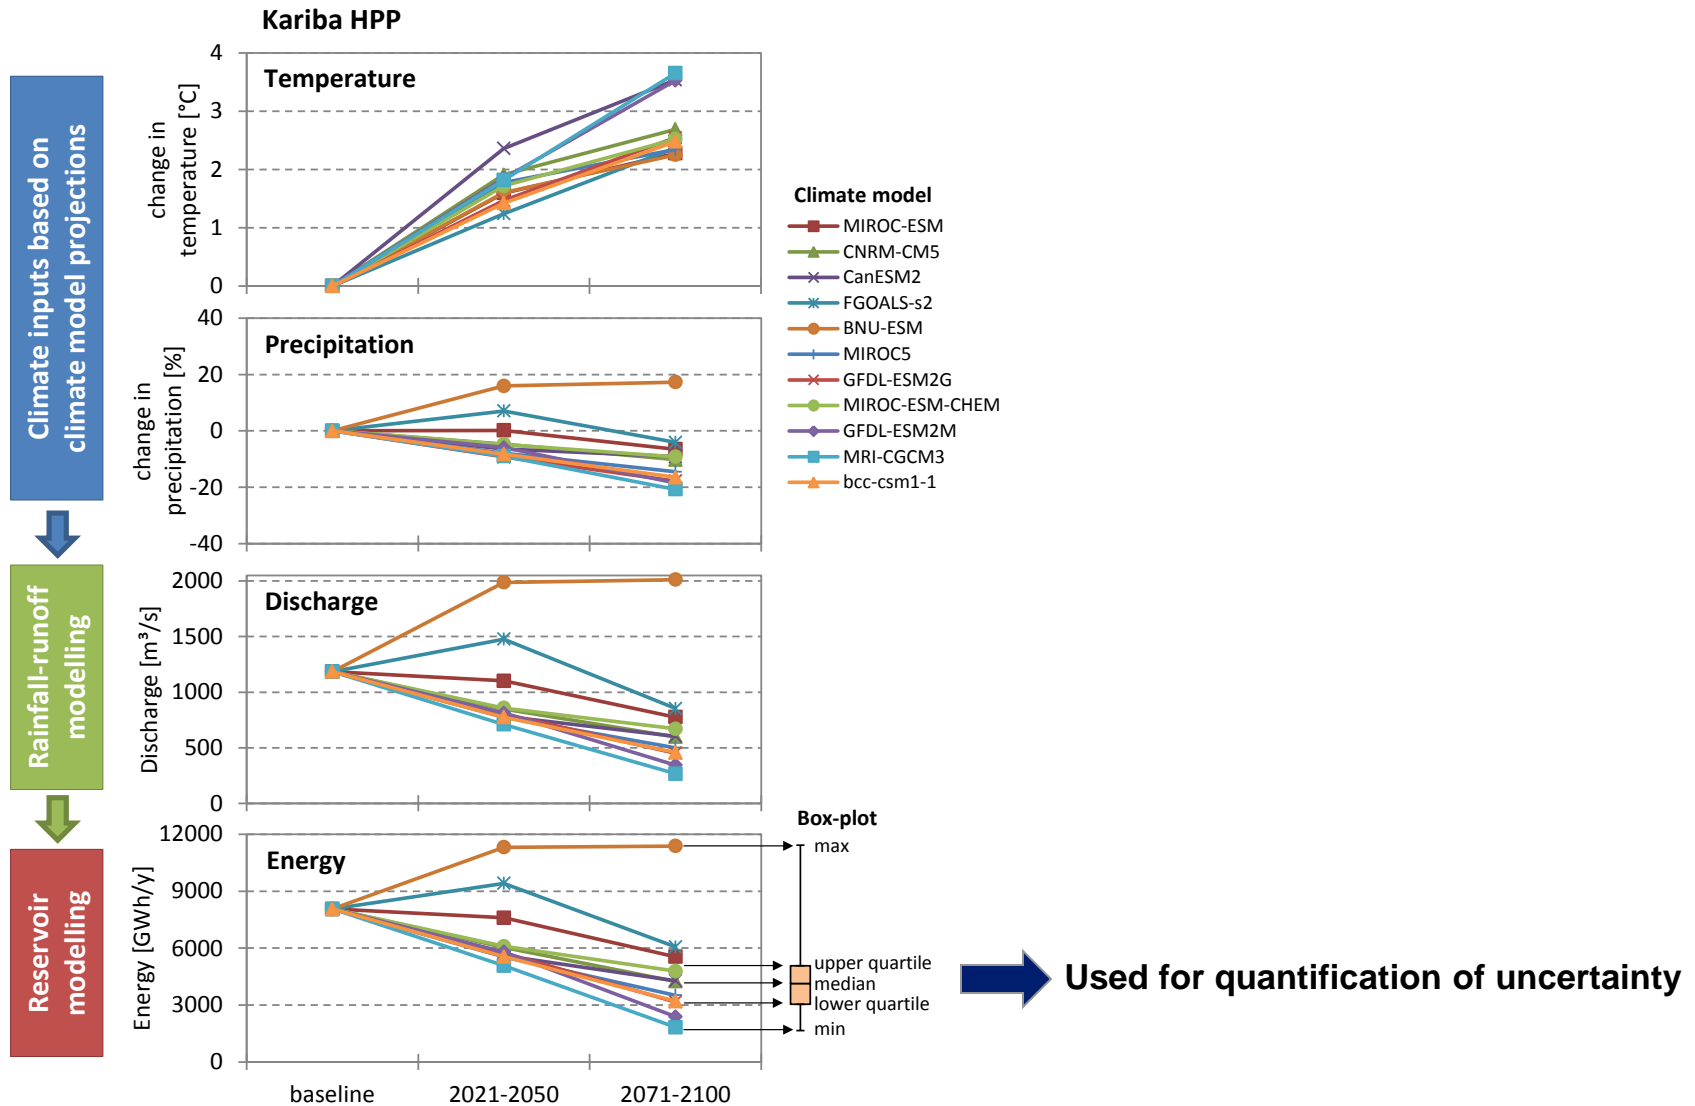 Kariba HPP
Climate inputs based on
climate model projections
Rainfall-runoff
modelling
Reservoir
modelling
Temperature
change in
temperature [°C]
4
3
2
1
0
Precipitation
change in
precipitation [%]
40
20
0
-20
-40
Discharge
Discharge [m³/s]
2000
1500
1000
500
0
Energy
Energy [GWh/y]
12000
9000
6000
3000
0
baseline
2021-2050
2071-2100
Climate model
MIROC-ESM
CNRM-CM5
CanESM2
FGOALS-s2
BNU-ESM
MIROC5
GFDL-ESM2G
MIROC-ESM-CHEM
GFDL-ESM2M
MRI-CGCM3
bcc-csm1-1
Box-plot
max
upper quartile
median
lower quartile
min
Used for quantification of uncertainty